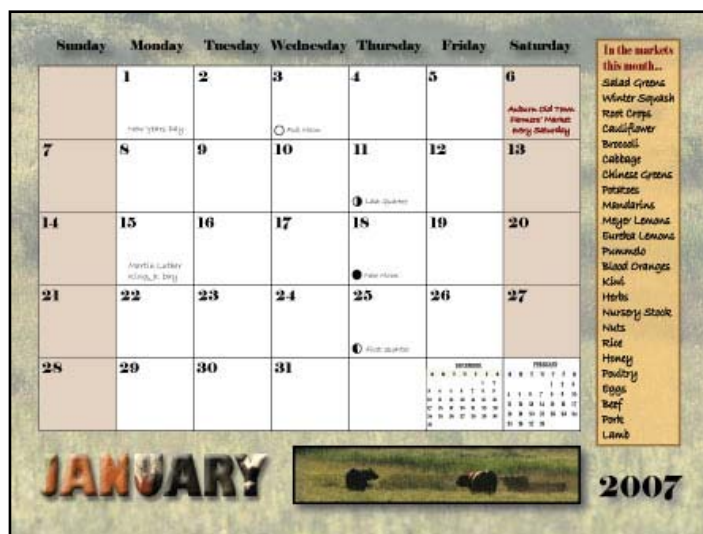 Sunday Monday Tuesday Wednesday Thursday Friday Saturday
1 2 3 4 5 6
New Years Day
Full Moon
Auburn Old Town
Farmers' Market
Every Saturday
7 8 9 10 11 12 13
Last Quarter
14 15 16 17 18 19 20
Martin Luther
King, Jr. Day
New Moon
21 22 23 24 25 26 27
First Quarter
28 29 30 31
DECEMBER
FEBRUARY
In the markets
this month...
Salad Greens
Winter Squash
Root Crops
Cauliflower
Broccoli
Cabbage
Chinese Greens
Potatoes
Mandarins
Meyer Lemons
Eureka Lemons
Pummelo
Blood Oranges
Kiwi
Herbs
Nursery Stock
Nuts
Rice
Honey
Poultry
Eggs
Beef
Pork
Lamb
JANUARY
2007